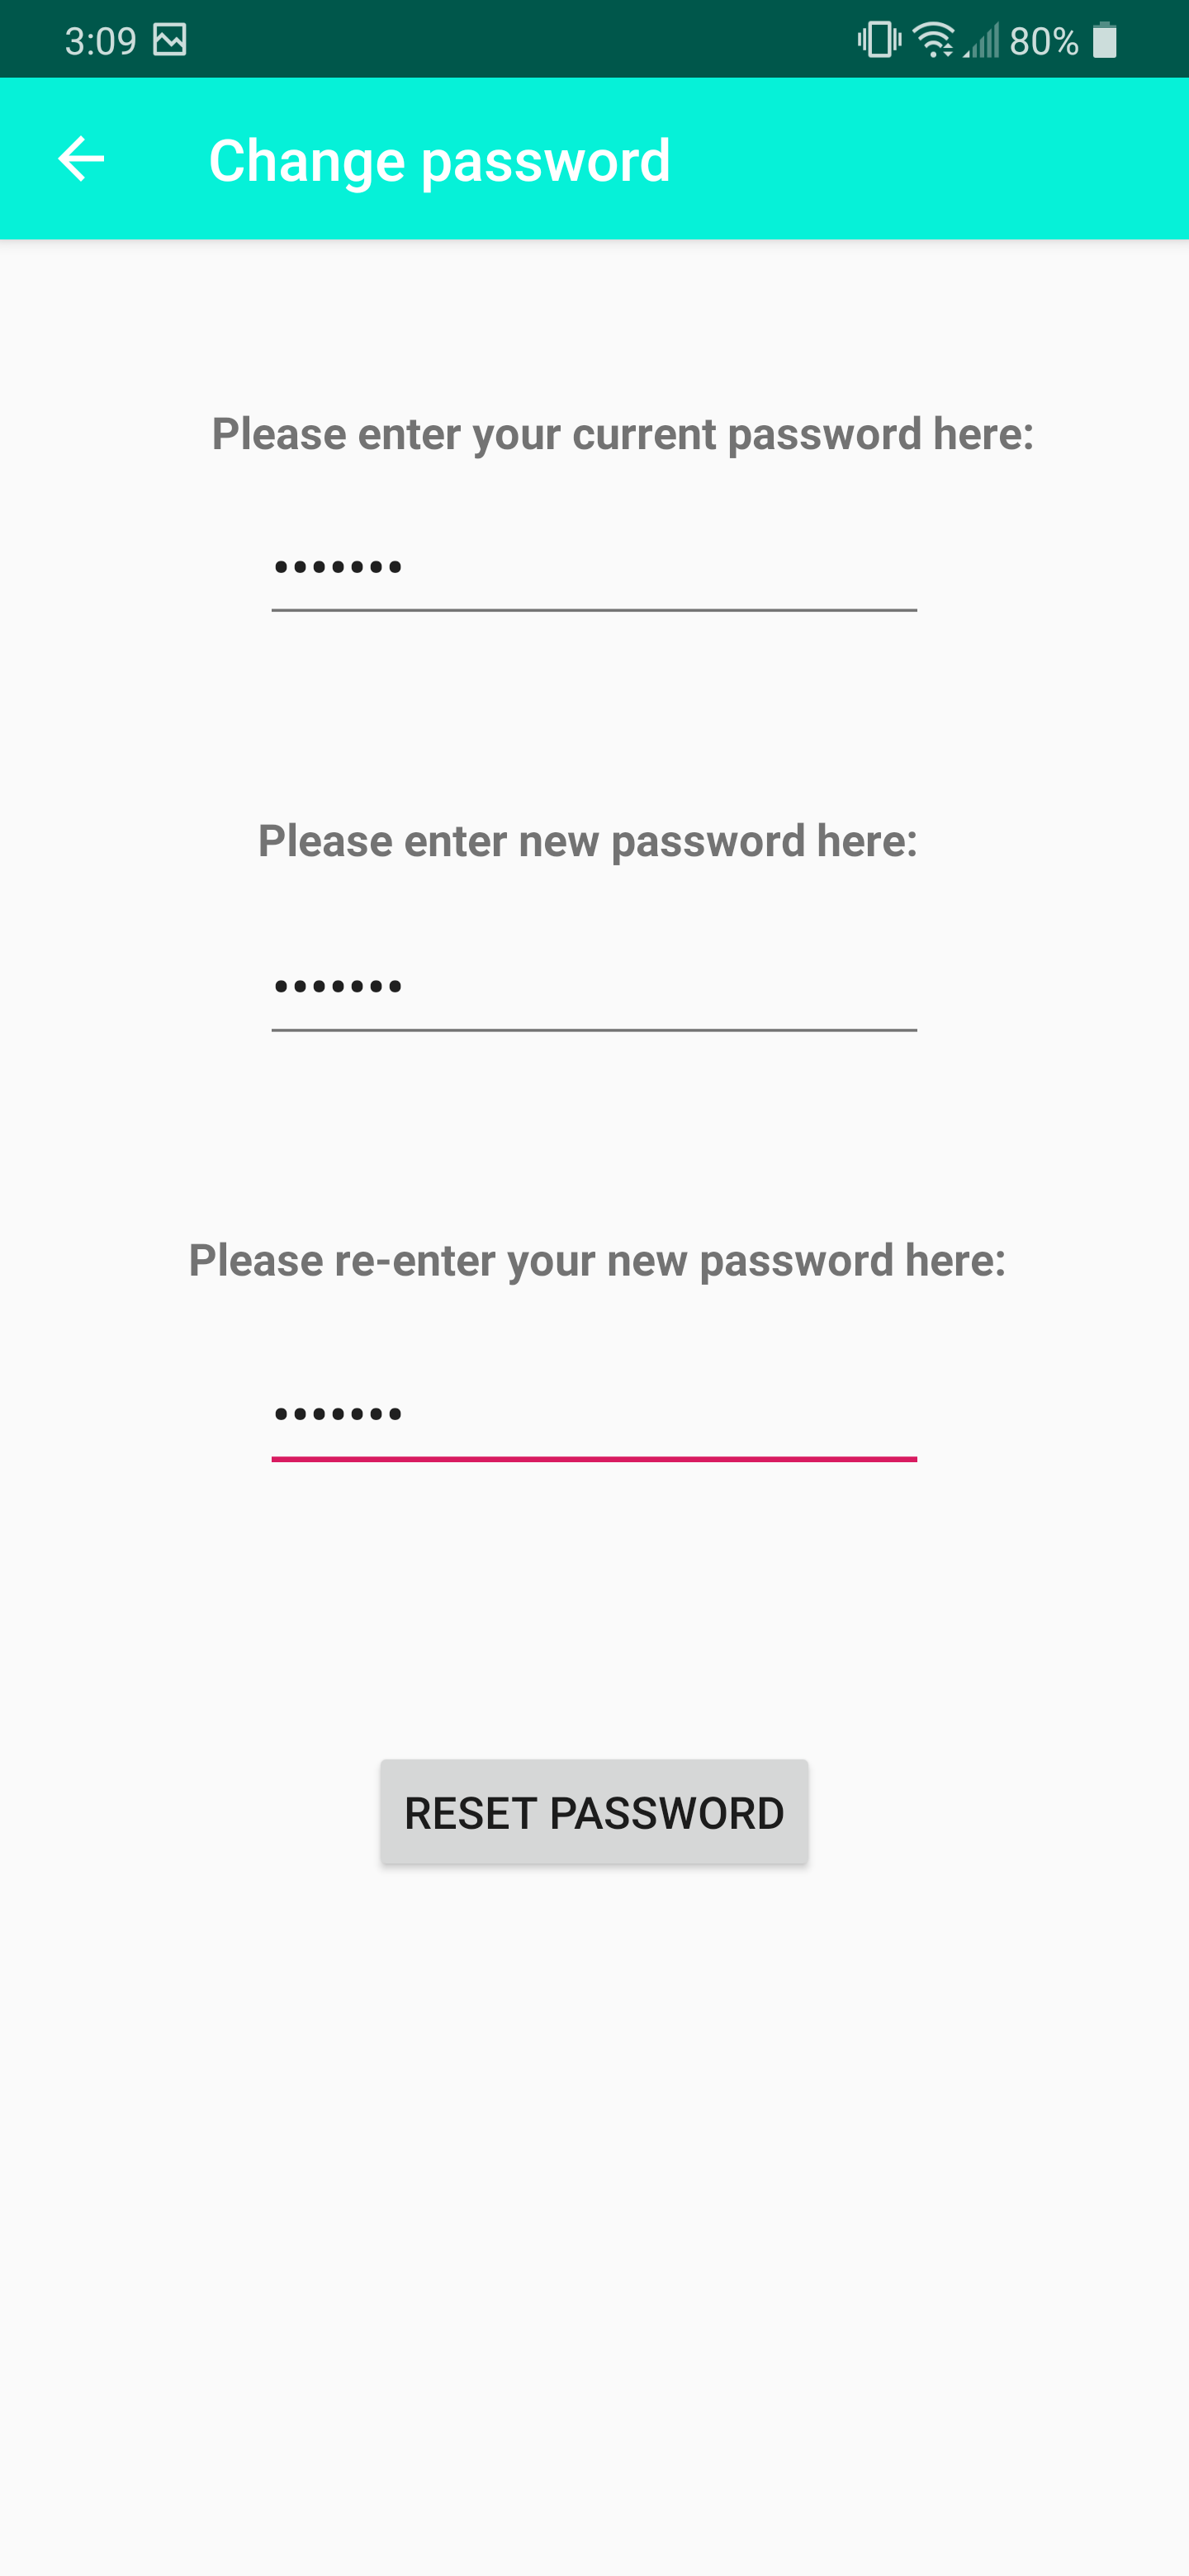 3:09 80%
Change password
Please enter your current password here:
•••••••
Please enter new password here:
•••••••
Please re-enter your new password here:
•••••••
RESET PASSWORD